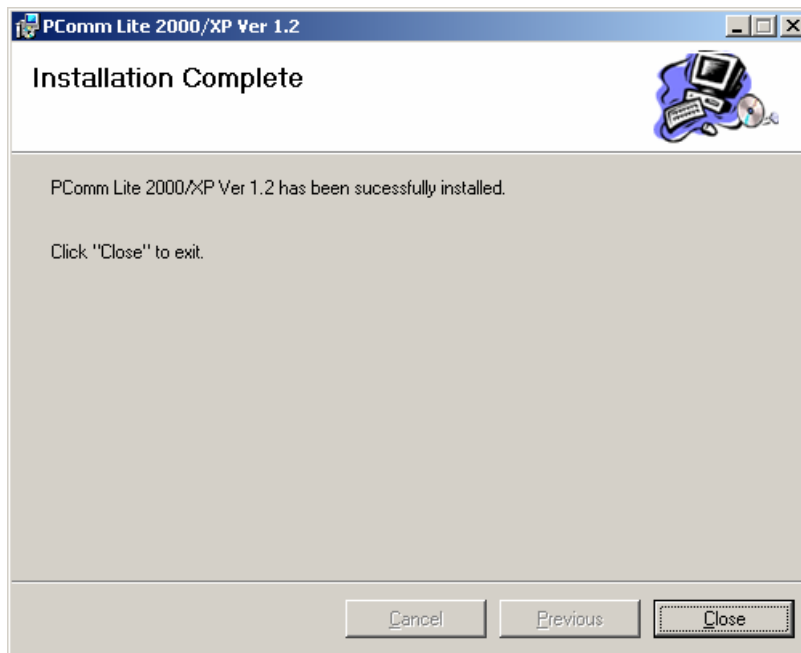 PComm Lite 2000/XP Ver 1.2
Installation Complete
PComm Lite 2000/XP Ver 1.2 has been sucessfully installed.
Click "Close" to exit.
Cancel Previous Close